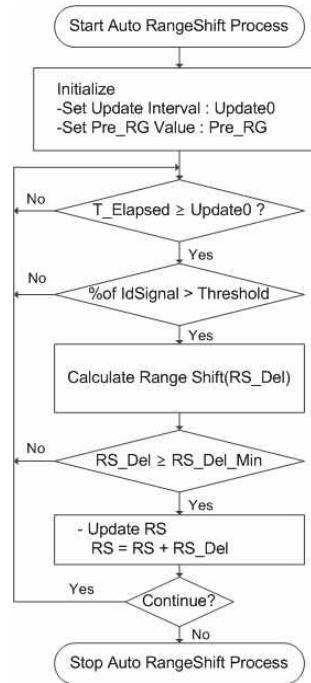 Start Auto RangeShift Process
Initialize
-Set Update Interval : Update0
-Set Pre_RG Value : Pre_RG
No
T_Elapsed ≥ Update0 ?
Yes
No
%of IdSignal > Threshold
Yes
Calculate Range Shift(RS_Del)
No
RS_Del ≥ RS_Del_Min
Yes
- Update RS
RS = RS + RS_Del
Yes
Continue?
No
Stop Auto RangeShift Process